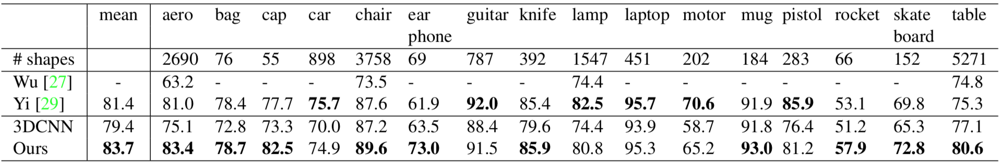 mean aero bag cap car chair ear guitar knife lamp laptop motor mug pistol rocket skate table
phone board
# shapes 2690 76 55 898 3758 69 787 392 1547 451 202 184 283 66 152 5271
Wu [27] - 63.2 - - - 73.5 - - - 74.4 - - - - - - 74.8
Yi [29] 81.4 81.0 78.4 77.7 75.7 87.6 61.9 92.0 85.4 82.5 95.7 70.6 91.9 85.9 53.1 69.8 75.3
3DCNN 79.4 75.1 72.8 73.3 70.0 87.2 63.5 88.4 79.6 74.4 93.9 58.7 91.8 76.4 51.2 65.3 77.1
Ours 83.7 83.4 78.7 82.5 74.9 89.6 73.0 91.5 85.9 80.8 95.3 65.2 93.0 81.2 57.9 72.8 80.6